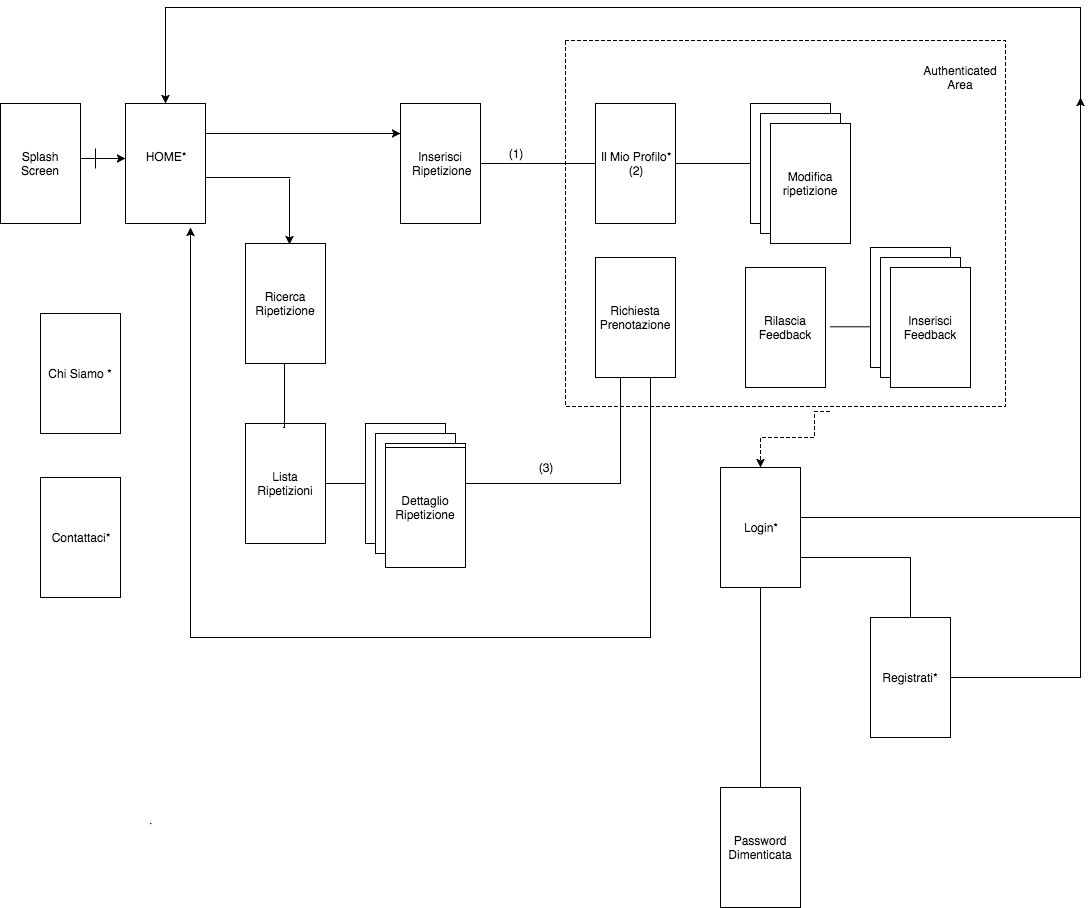 Authenticated
Area
Splash
Screen
HOME*
Inserisci
Ripetizione
(1)
Il Mio Profilo*
(2)
Modifica
ripetizione
Ricerca
Ripetizione
Richiesta
Prenotazione
Rilascia
Feedback
Inserisci
Feedback
Chi Siamo *
Lista
Ripetizioni
Dettaglio
Ripetizione
(3)
Contattaci*
Login*
Registrati*
Password
Dimenticata
.